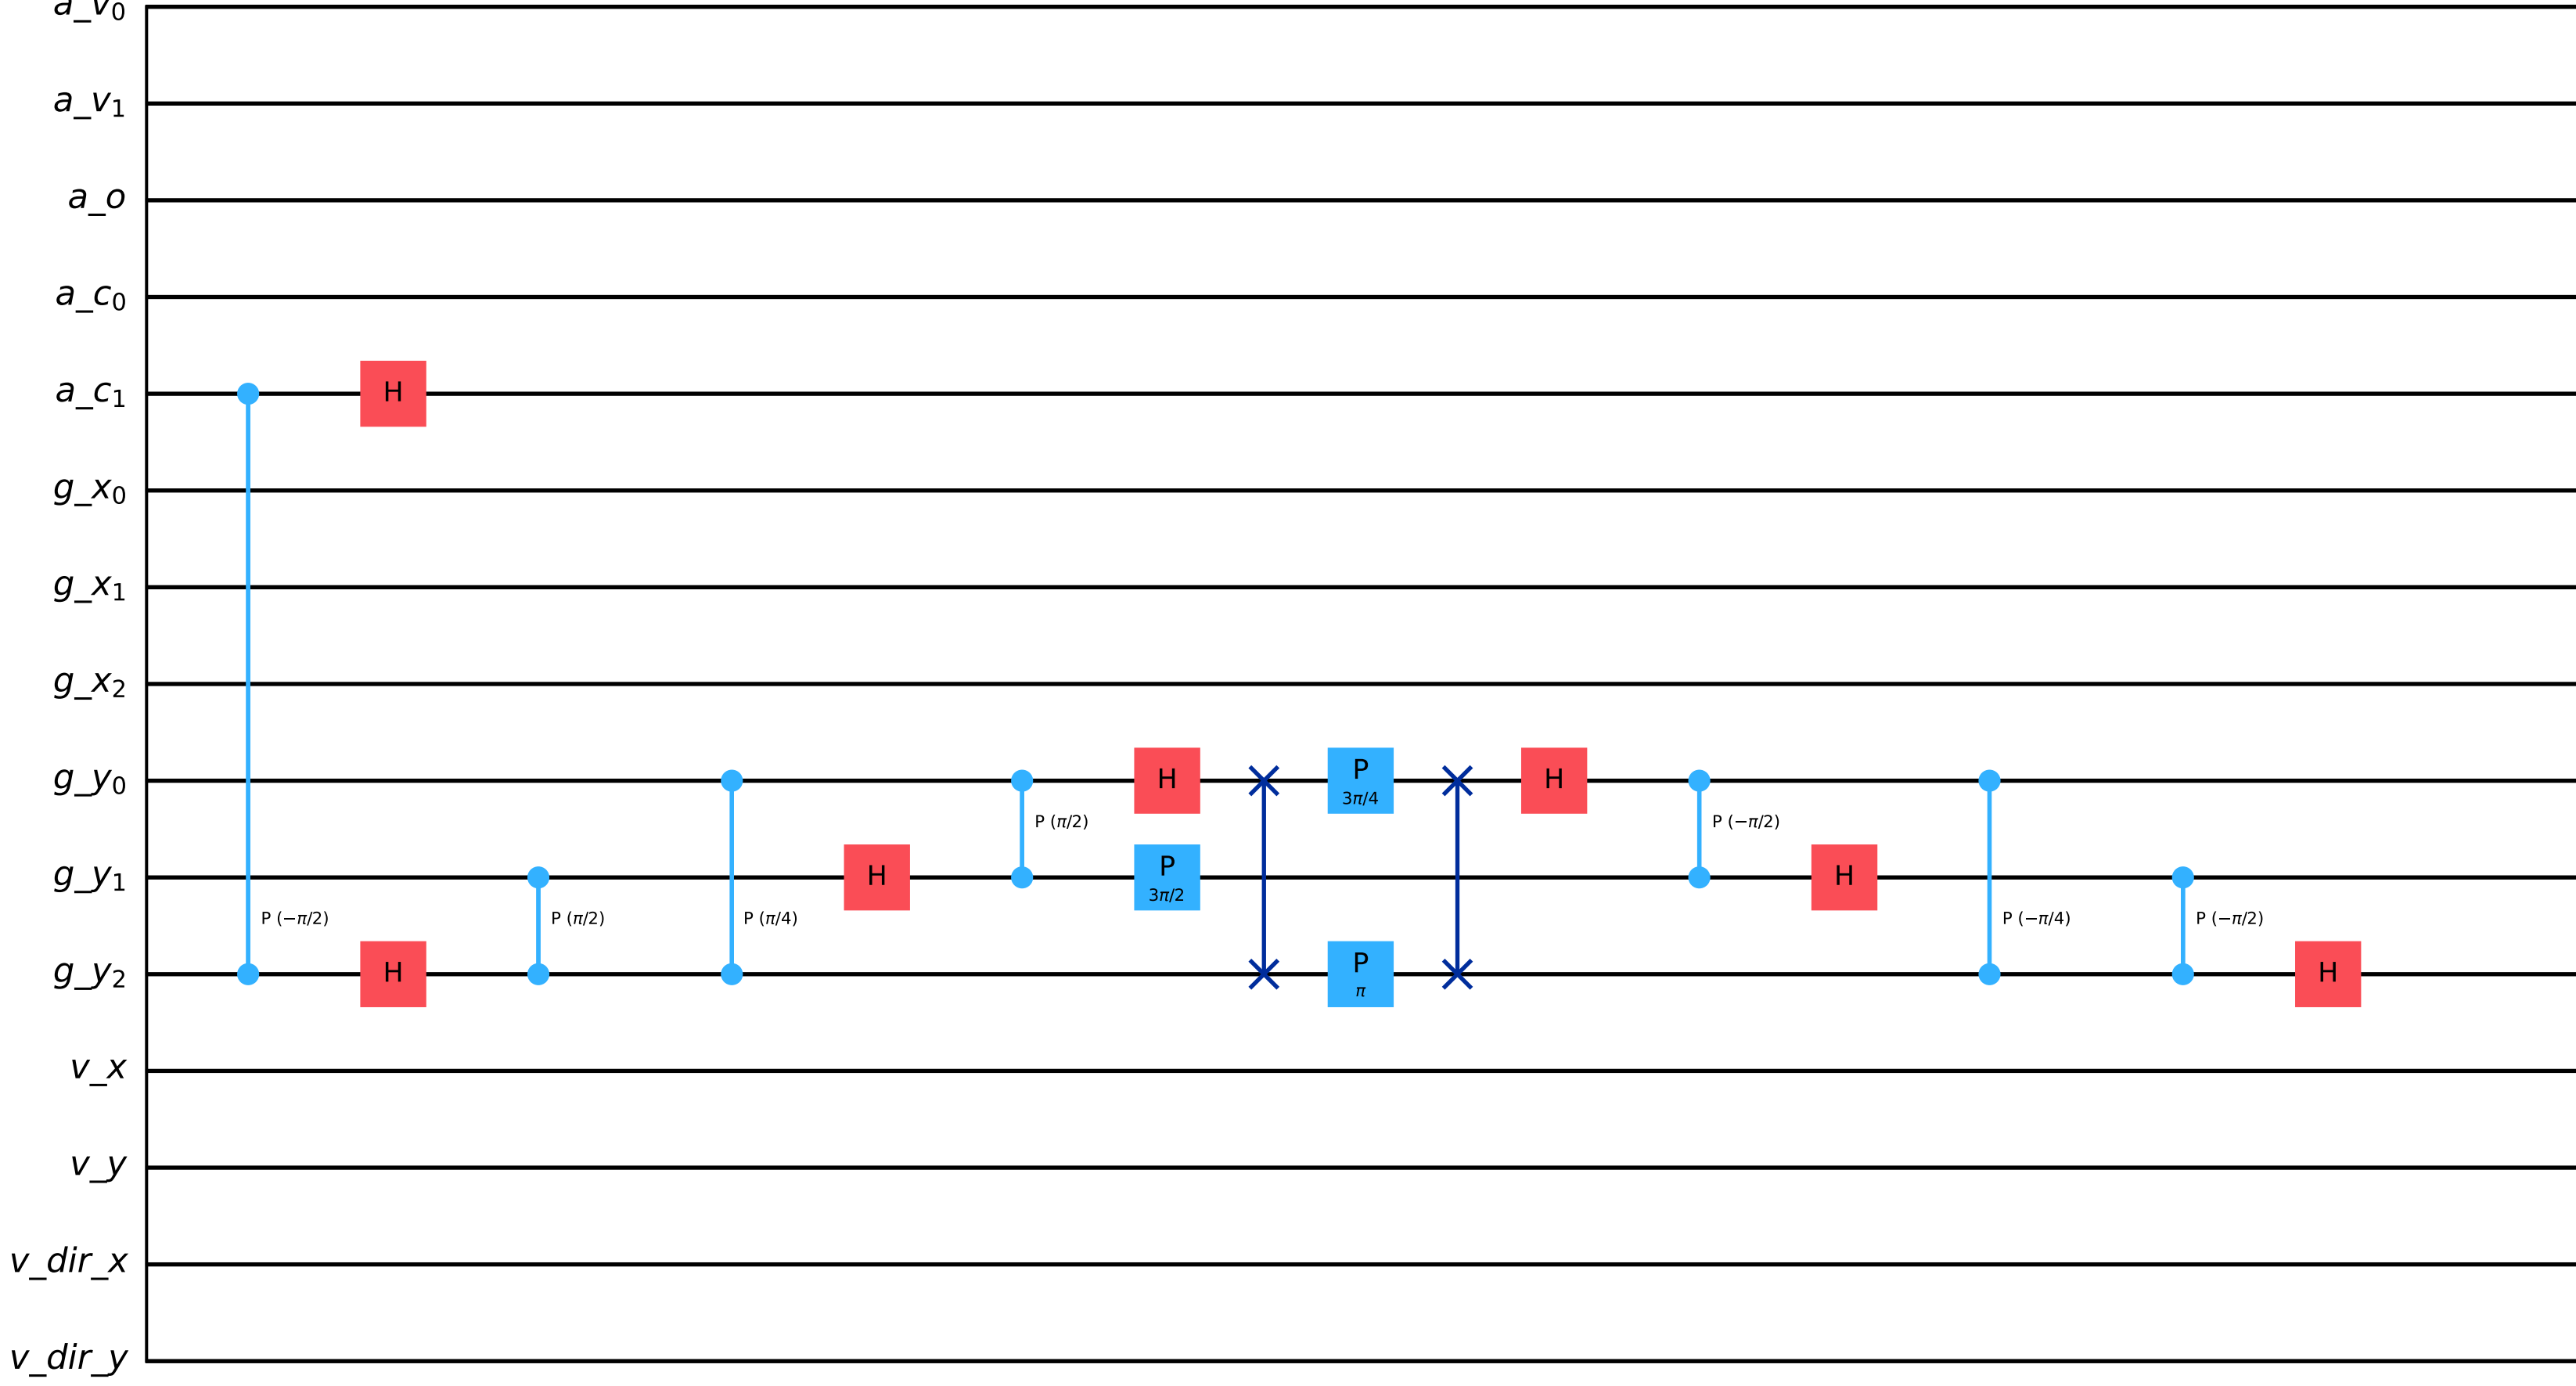 a_v₀
a_v₁
a_o
a_c₀
a_c₁ H
g_x₀
g_x₁
g_x₂
g_y₀ H P 3π/4 H
P (π/2) P (−π/2)
g_y₁ H P 3π/2 H
P (−π/2) P (π/2) P (π/4) P (−π/4) P (−π/2)
g_y₂ H P π H
v_x
v_y
v_dir_x
v_dir_y